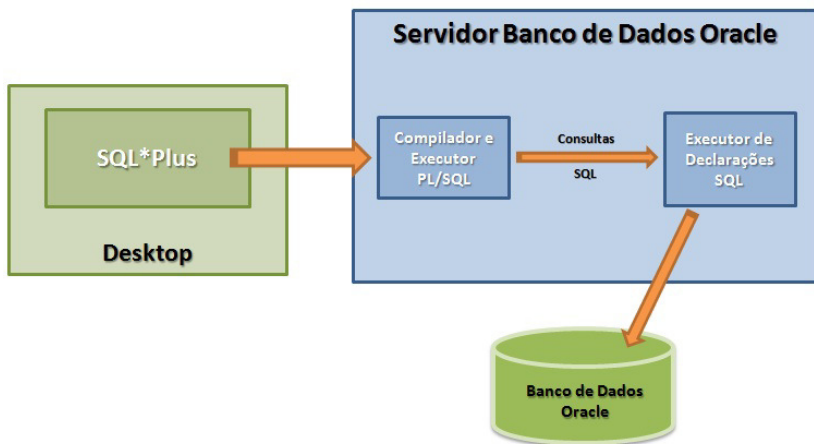 Servidor Banco de Dados Oracle
SQL*Plus
Desktop
Compilador e
Executor
PL/SQL
Consultas
SQL
Executor de
Declarações
SQL
Banco de Dados
Oracle